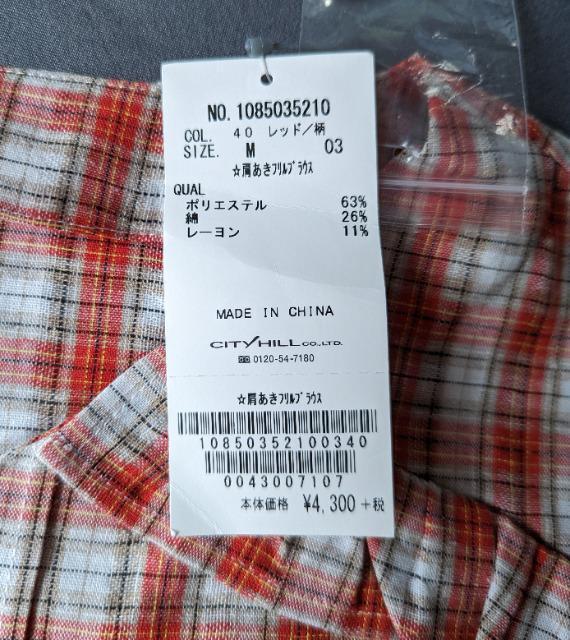 NO. 1085035210
COL. 40 レッド/柄
SIZE. M 03
☆肩あきフリルブラウス
QUAL
ポリエステル 63%
綿 26%
レーヨン 11%
MADE IN CHINA
CITY HILL CO.,LTD.
0120-54-7180
☆肩あきフリルブラウス
10850352100340
0043007107
本体価格 ¥4,300+税